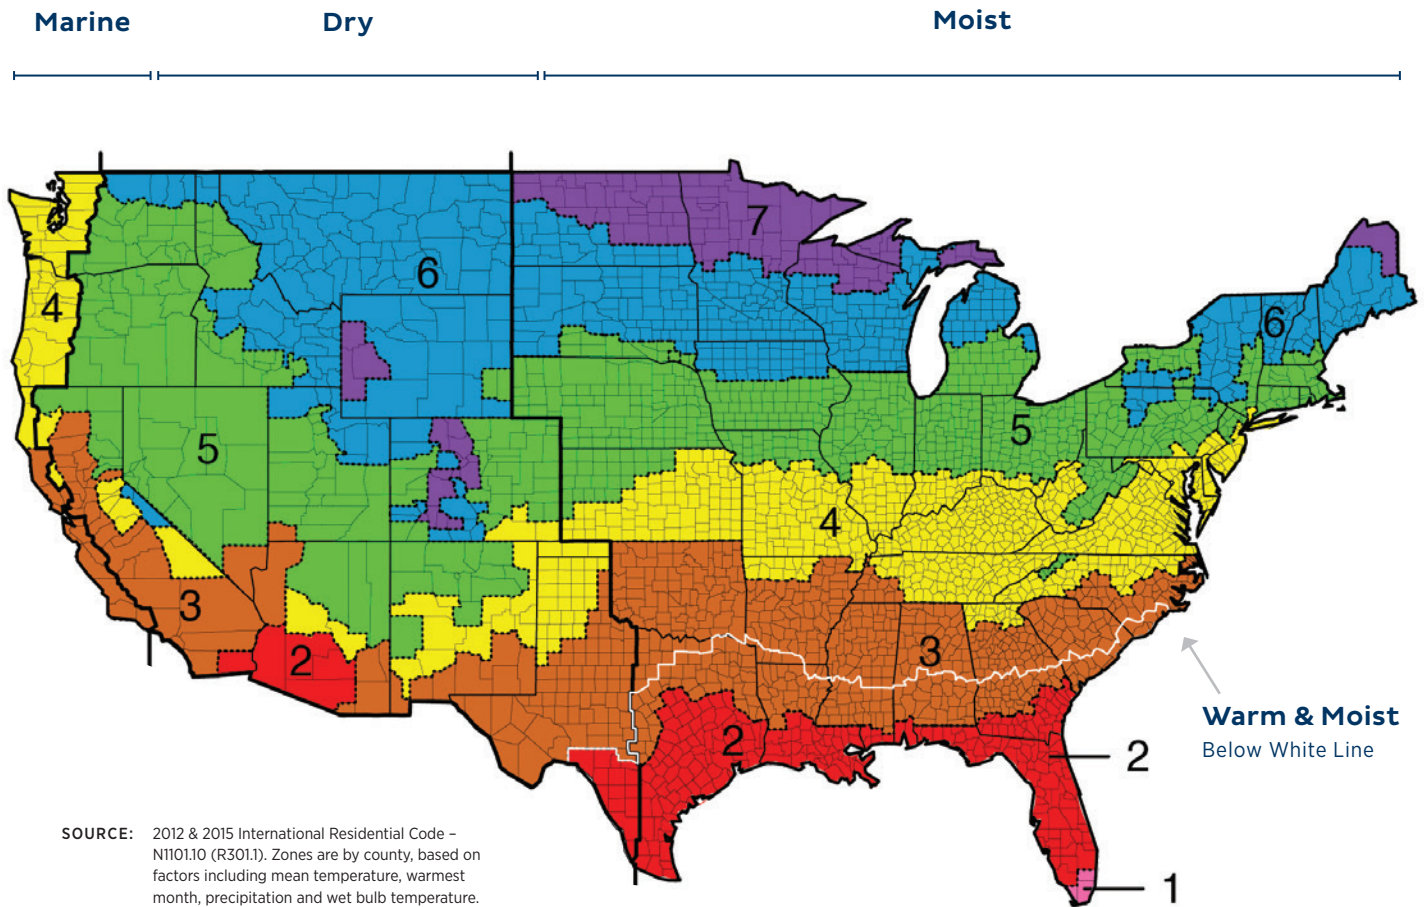 Marine
Dry
Moist
7
6
4
6
5
5
4
3
3
2
2
Warm & Moist
Below White Line
2
1
SOURCE: 2012 & 2015 International Residential Code –
N1101.10 (R301.1). Zones are by county, based on
factors including mean temperature, warmest
month, precipitation and wet bulb temperature.